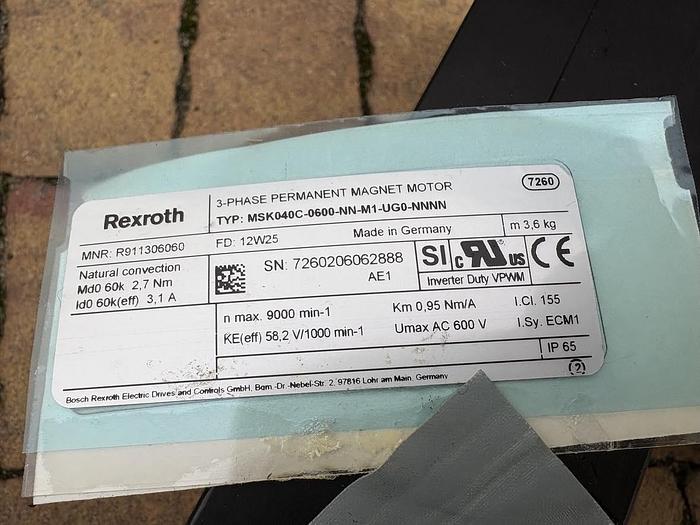 Rexroth
3-PHASE PERMANENT MAGNET MOTOR
7260
TYP: MSK040C-0600-NN-M1-UG0-NNNN
MNR: R911306060
FD: 12W25
Made in Germany
m 3,6 kg
Natural convection
Md0 60k 2,7 Nm
Id0 60k(eff) 3,1 A
SN: 7260206062888
AE1
SI
c RU US
CE
Inverter Duty VPWM
n max. 9000 min-1
Km 0,95 Nm/A
I.Cl. 155
KE(eff) 58,2 V/1000 min-1
Umax AC 600 V
I.Sy. ECM1
IP 65
2
Bosch Rexroth Electric Drives and Controls GmbH, Bgm.-Dr.-Nebel-Str. 2, 97816 Lohr am Main, Germany